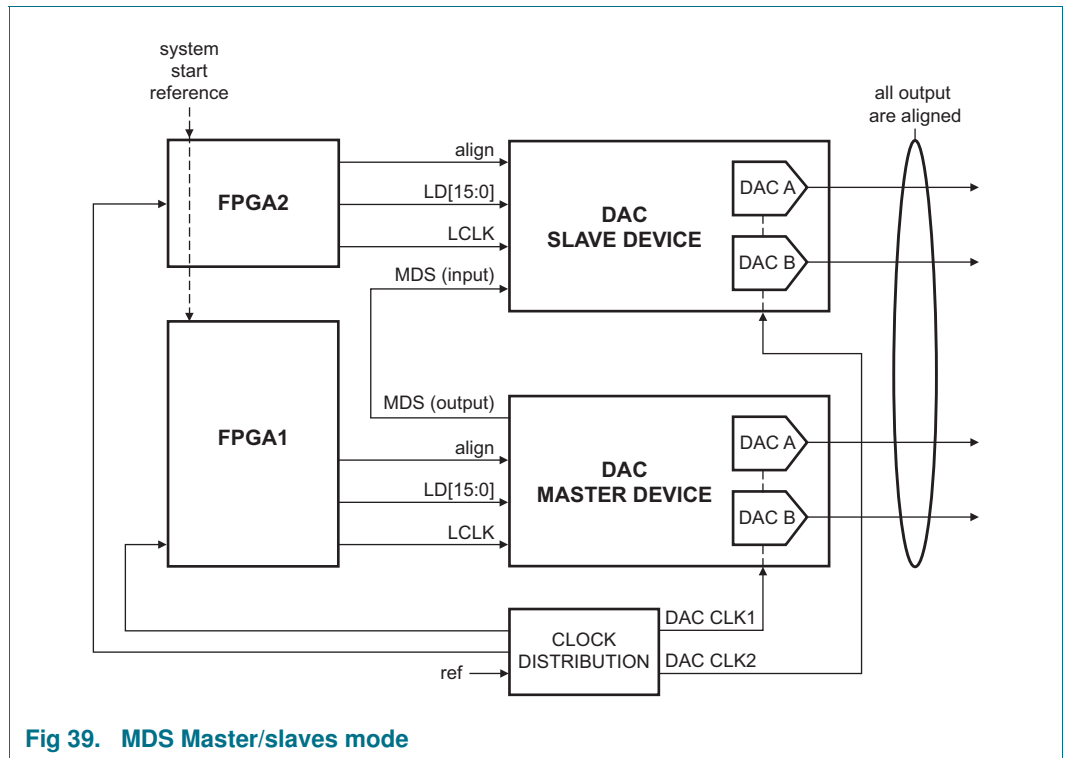 system
start
reference
all output
are aligned
FPGA2
align
LD[15:0]
LCLK
MDS (input)
DAC
SLAVE DEVICE
DAC A
DAC B
FPGA1
MDS (output)
align
LD[15:0]
LCLK
DAC
MASTER DEVICE
DAC A
DAC B
CLOCK
DISTRIBUTION
ref
DAC CLK1
DAC CLK2
Fig 39. MDS Master/slaves mode